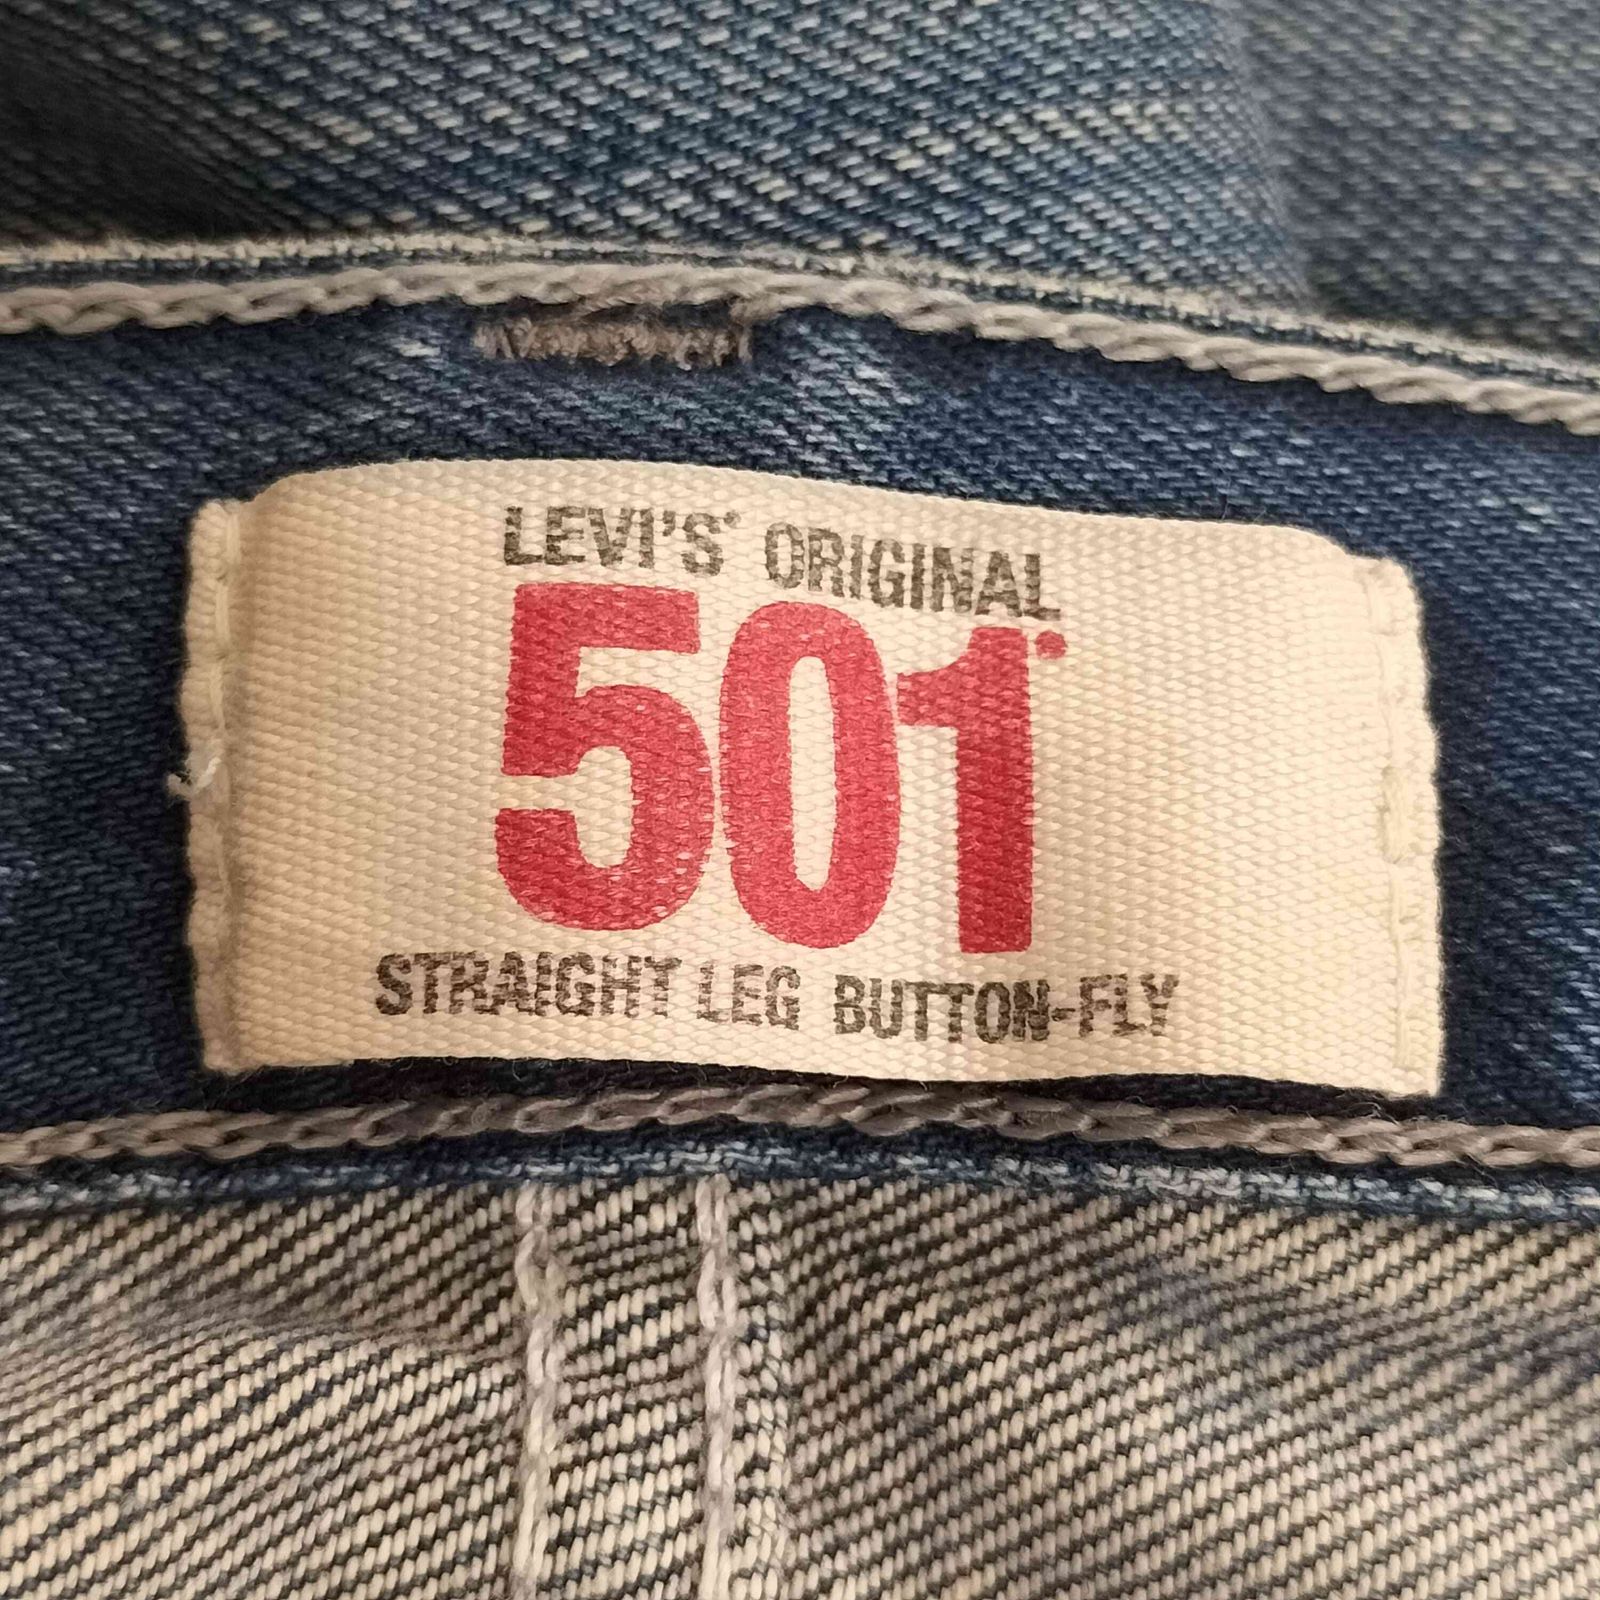 LEVI'S® ORIGINAL
501®
STRAIGHT LEG BUTTON-FLY